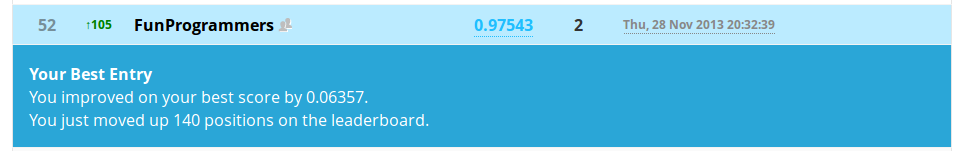 52 ↑105 FunProgrammers 0.97543 2 Thu, 28 Nov 2013 20:32:39
Your Best Entry
You improved on your best score by 0.06357.
You just moved up 140 positions on the leaderboard.